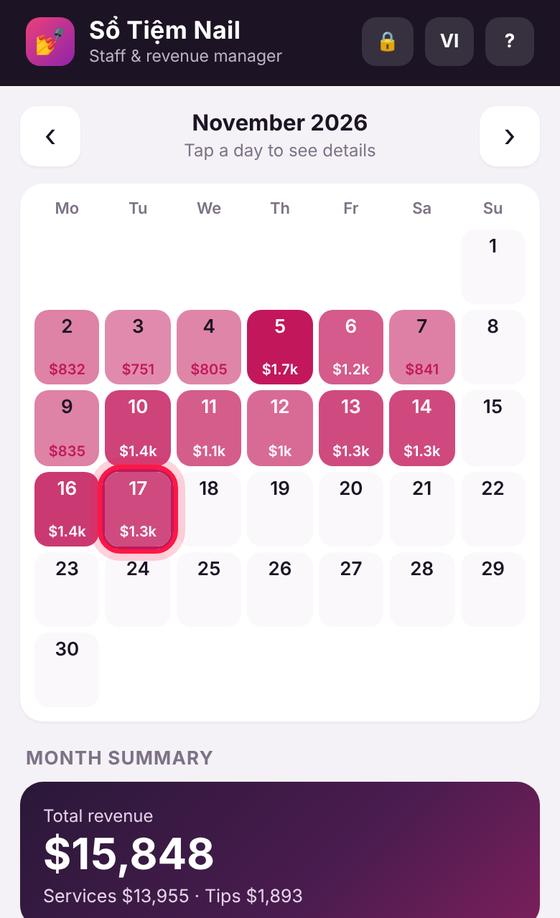 Sổ Tiệm Nail
Staff & revenue manager
VI
?
‹
November 2026
Tap a day to see details
›
Mo Tu We Th Fr Sa Su
1
2 3 4 5 6 7 8
$832 $751 $805 $1.7k $1.2k $841
9 10 11 12 13 14 15
$835 $1.4k $1.1k $1k $1.3k $1.3k
16 17 18 19 20 21 22
$1.4k $1.3k
23 24 25 26 27 28 29
30
MONTH SUMMARY
Total revenue
$15,848
Services $13,955 · Tips $1,893